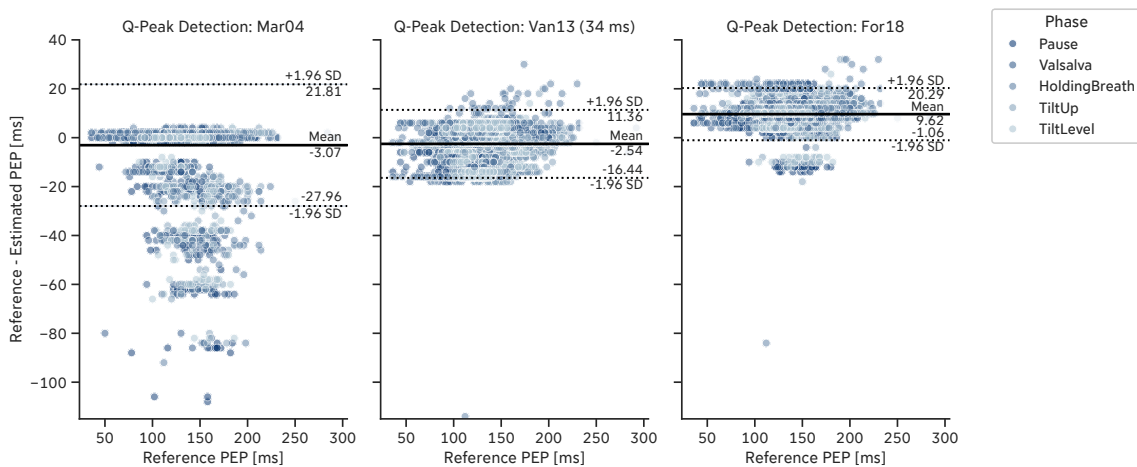 Q-Peak Detection: Mar04
Q-Peak Detection: Van13 (34 ms)
Q-Peak Detection: For18
Phase
Pause
Valsalva
HoldingBreath
TiltUp
TiltLevel
Reference - Estimated PEP [ms]
40
20
0
−20
−40
−60
−80
−100
+1.96 SD
21.81
Mean
-3.07
-27.96
-1.96 SD
+1.96 SD
11.36
Mean
-2.54
-16.44
-1.96 SD
+1.96 SD
20.29
Mean
9.62
-1.06
-1.96 SD
50 100 150 200 250 300
50 100 150 200 250 300
50 100 150 200 250 300
Reference PEP [ms]
Reference PEP [ms]
Reference PEP [ms]